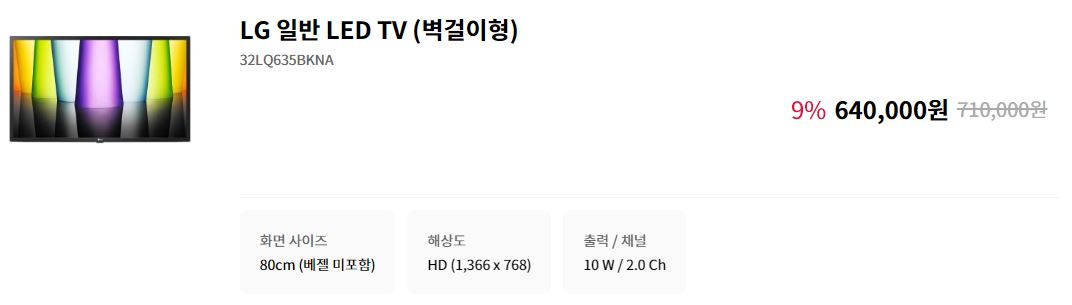 LG 일반 LED TV (벽걸이형)
32LQ635BKNA
9% 640,000원 710,000원
화면 사이즈
80cm (베젤 미포함)
해상도
HD (1,366 x 768)
출력 / 채널
10 W / 2.0 Ch